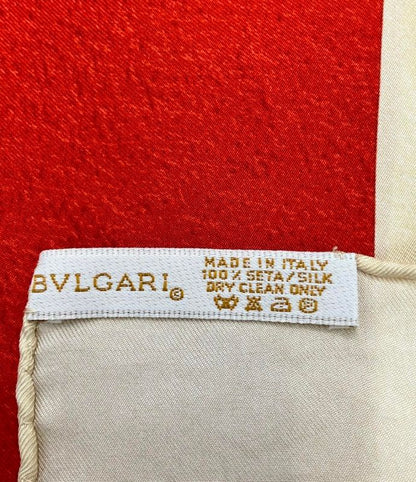 BVLGARI ©
MADE IN ITALY
100% SETA/SILK
DRY CLEAN ONLY